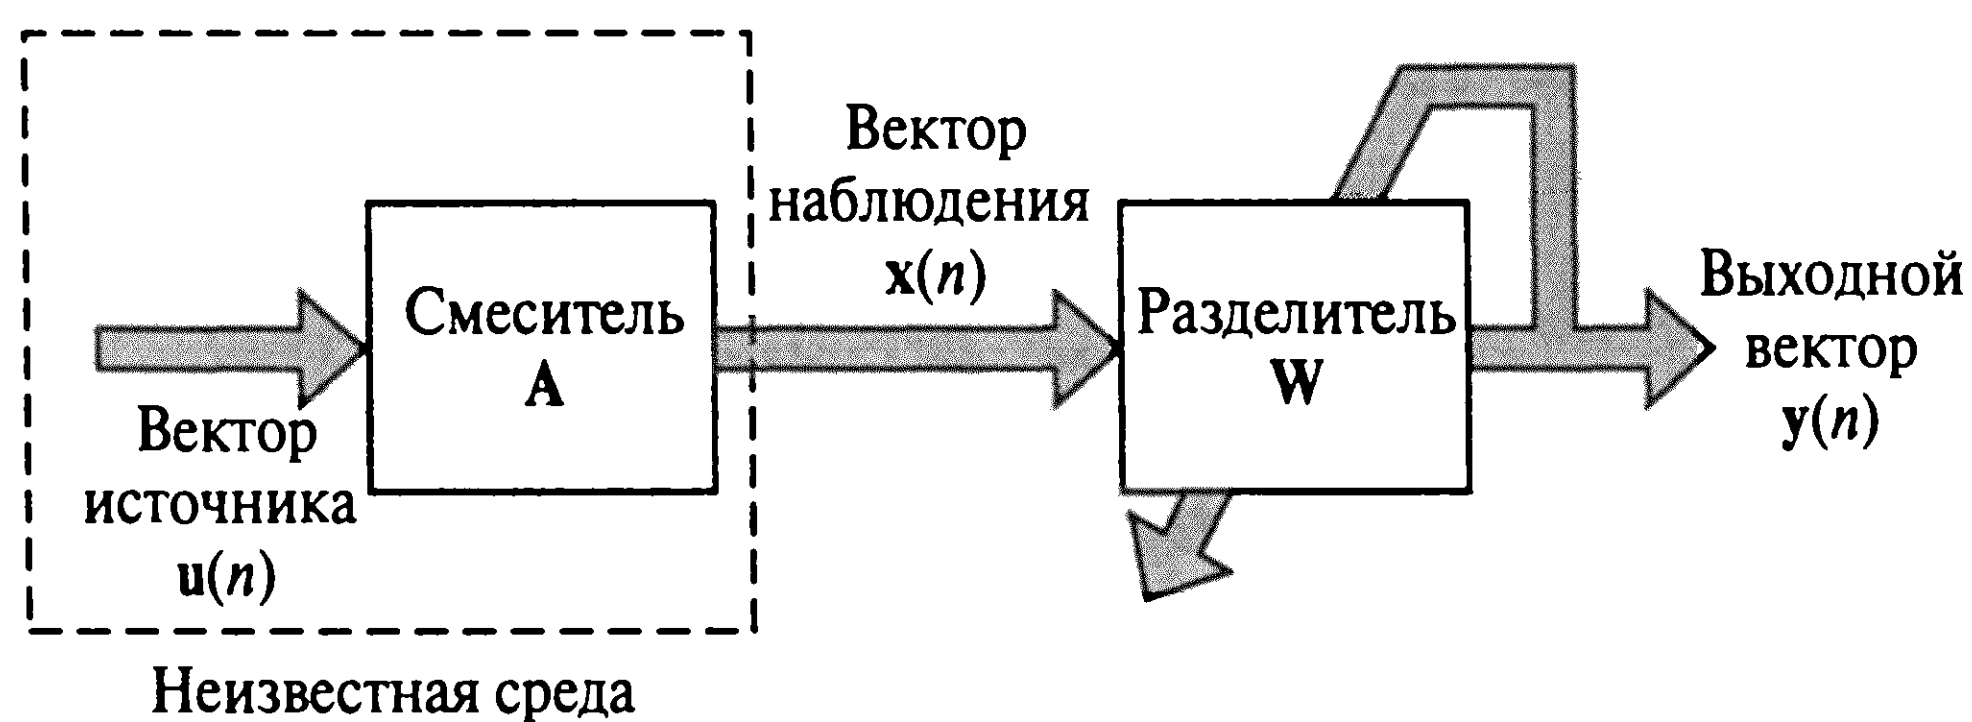 Вектор
источника
u(n)
Смеситель
A
Вектор
наблюдения
x(n)
Разделитель
W
Выходной
вектор
y(n)
Неизвестная среда